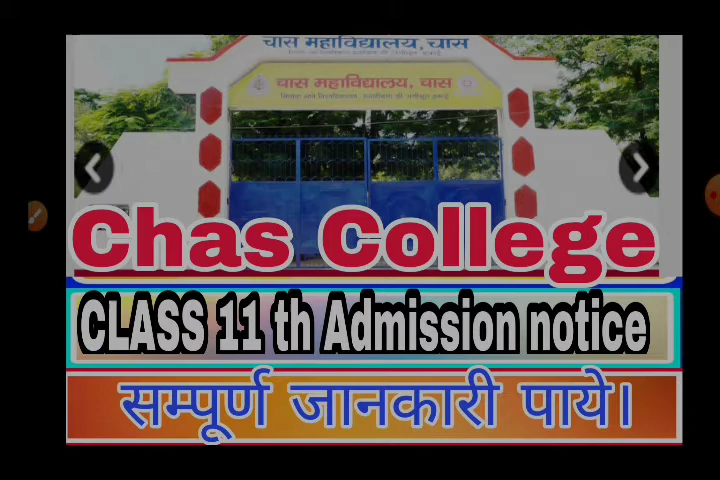 चास महाविद्यालय, चास
चास महाविद्यालय, चास
Chas College
CLASS 11 th Admission notice
सम्पूर्ण जानकारी पाये।